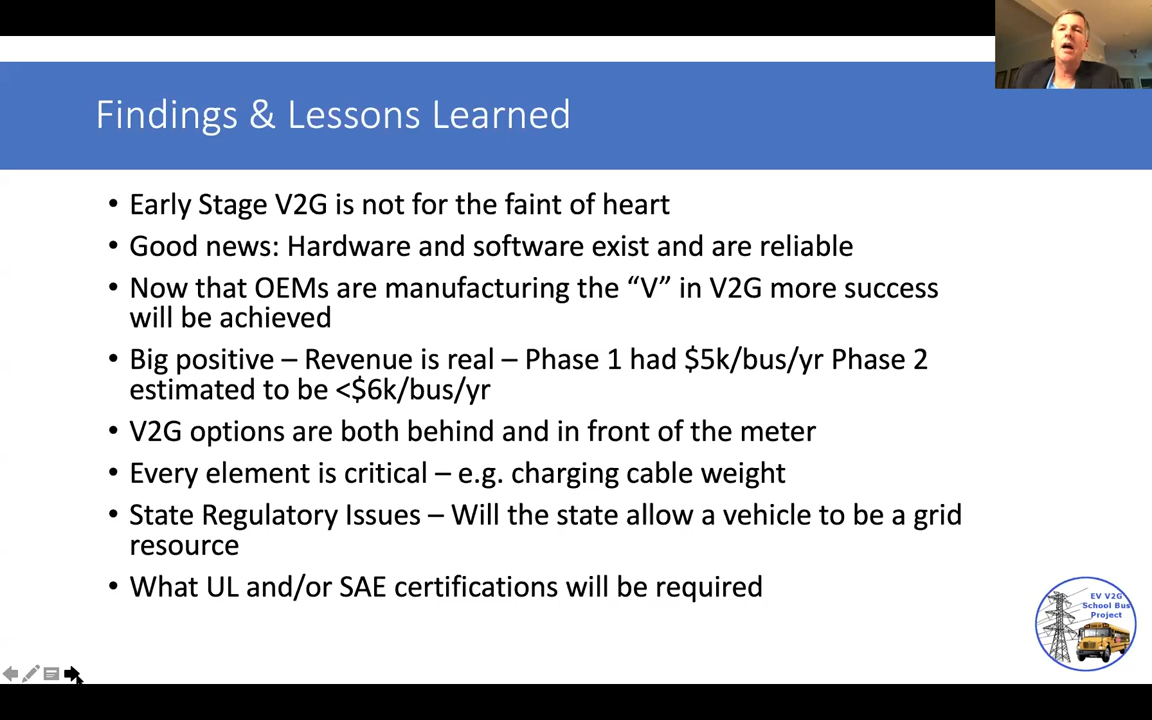 Findings & Lessons Learned
• Early Stage V2G is not for the faint of heart
• Good news: Hardware and software exist and are reliable
• Now that OEMs are manufacturing the “V” in V2G more success
will be achieved
• Big positive – Revenue is real – Phase 1 had $5k/bus/yr Phase 2
estimated to be <$6k/bus/yr
• V2G options are both behind and in front of the meter
• Every element is critical – e.g. charging cable weight
• State Regulatory Issues – Will the state allow a vehicle to be a grid
resource
• What UL and/or SAE certifications will be required
EV V2G
School Bus
Project